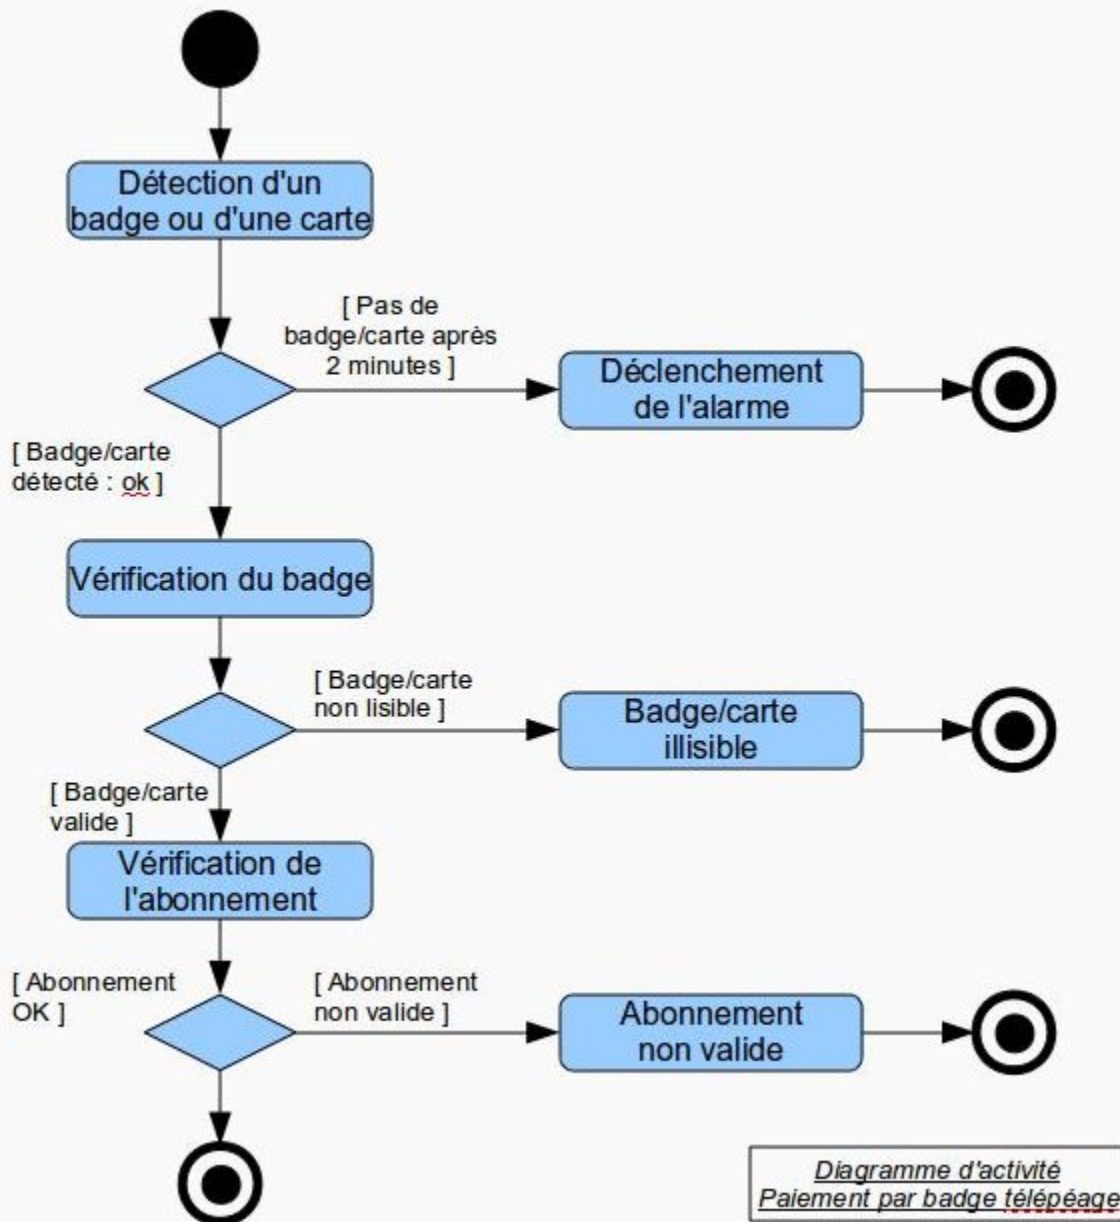 Détection d'un
badge ou d'une carte
[ Pas de
badge/carte après
2 minutes ]
Déclenchement
de l'alarme
[ Badge/carte
détecté : ok ]
Vérification du badge
[ Badge/carte
non lisible ]
Badge/carte
illisible
[ Badge/carte
valide ]
Vérification de
l'abonnement
[ Abonnement
OK ]
[ Abonnement
non valide ]
Abonnement
non valide
Diagramme d'activité
Paiement par badge télépéage